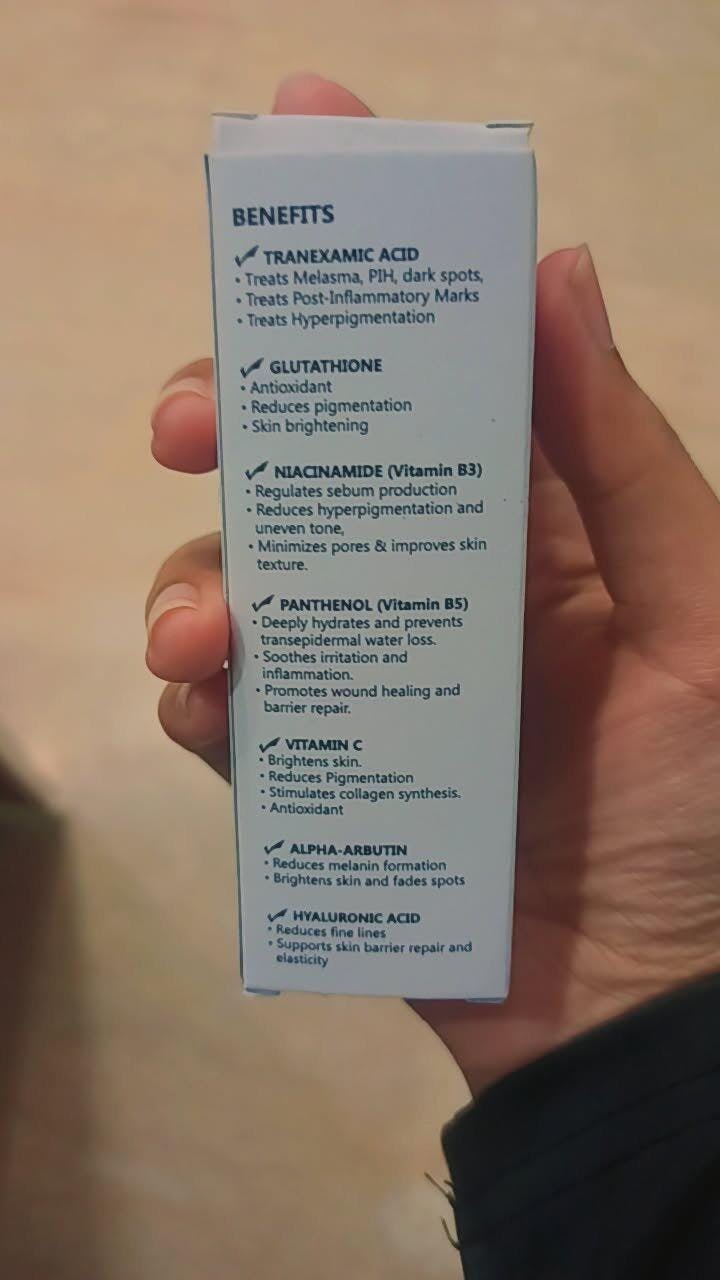 BENEFITS
✓ TRANEXAMIC ACID
• Treats Melasma, PIH, dark spots,
• Treats Post-Inflammatory Marks
• Treats Hyperpigmentation
✓ GLUTATHIONE
• Antioxidant
• Reduces pigmentation
• Skin brightening
✓ NIACINAMIDE (Vitamin B3)
• Regulates sebum production
• Reduces hyperpigmentation and
uneven tone,
• Minimizes pores & improves skin
texture.
✓ PANTHENOL (Vitamin B5)
• Deeply hydrates and prevents
transepidermal water loss.
• Soothes irritation and
inflammation.
• Promotes wound healing and
barrier repair.
✓ VITAMIN C
• Brightens skin.
• Reduces Pigmentation
• Stimulates collagen synthesis.
• Antioxidant
✓ ALPHA-ARBUTIN
• Reduces melanin formation
• Brightens skin and fades spots
✓ HYALURONIC ACID
• Reduces fine lines
• Supports skin barrier repair and
elasticity